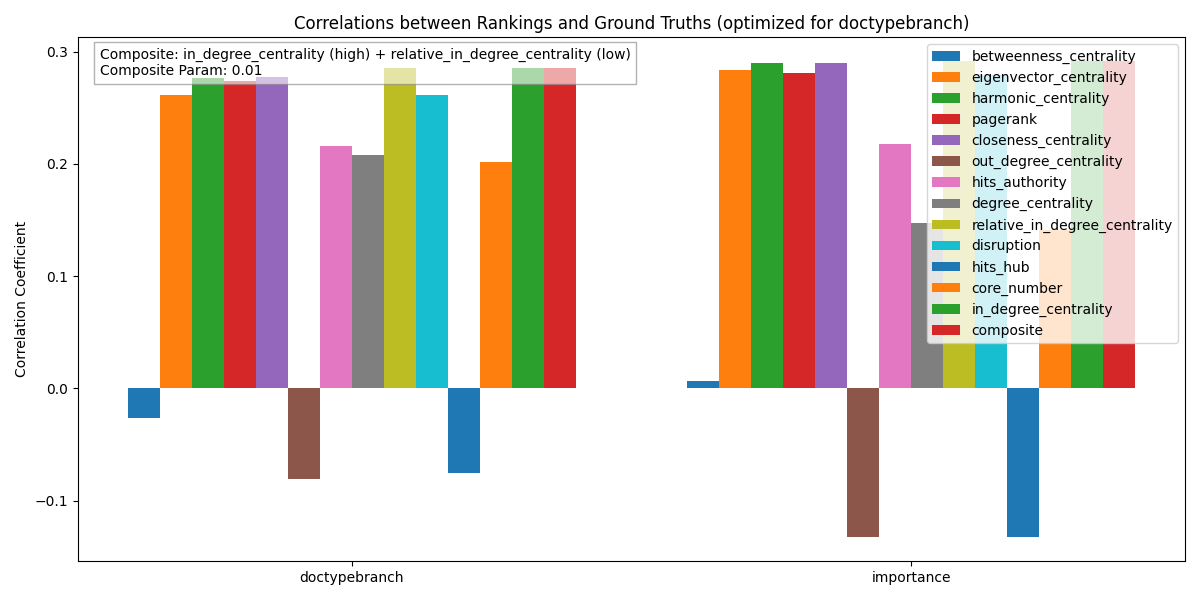 Correlations between Rankings and Ground Truths (optimized for doctypebranch)
Composite: in_degree_centrality (high) + relative_in_degree_centrality (low)
Composite Param: 0.01
betweenness_centrality
eigenvector_centrality
harmonic_centrality
pagerank
closeness_centrality
out_degree_centrality
hits_authority
degree_centrality
relative_in_degree_centrality
disruption
hits_hub
core_number
in_degree_centrality
composite
Correlation Coefficient
0.3
0.2
0.1
0.0
−0.1
doctypebranch
importance